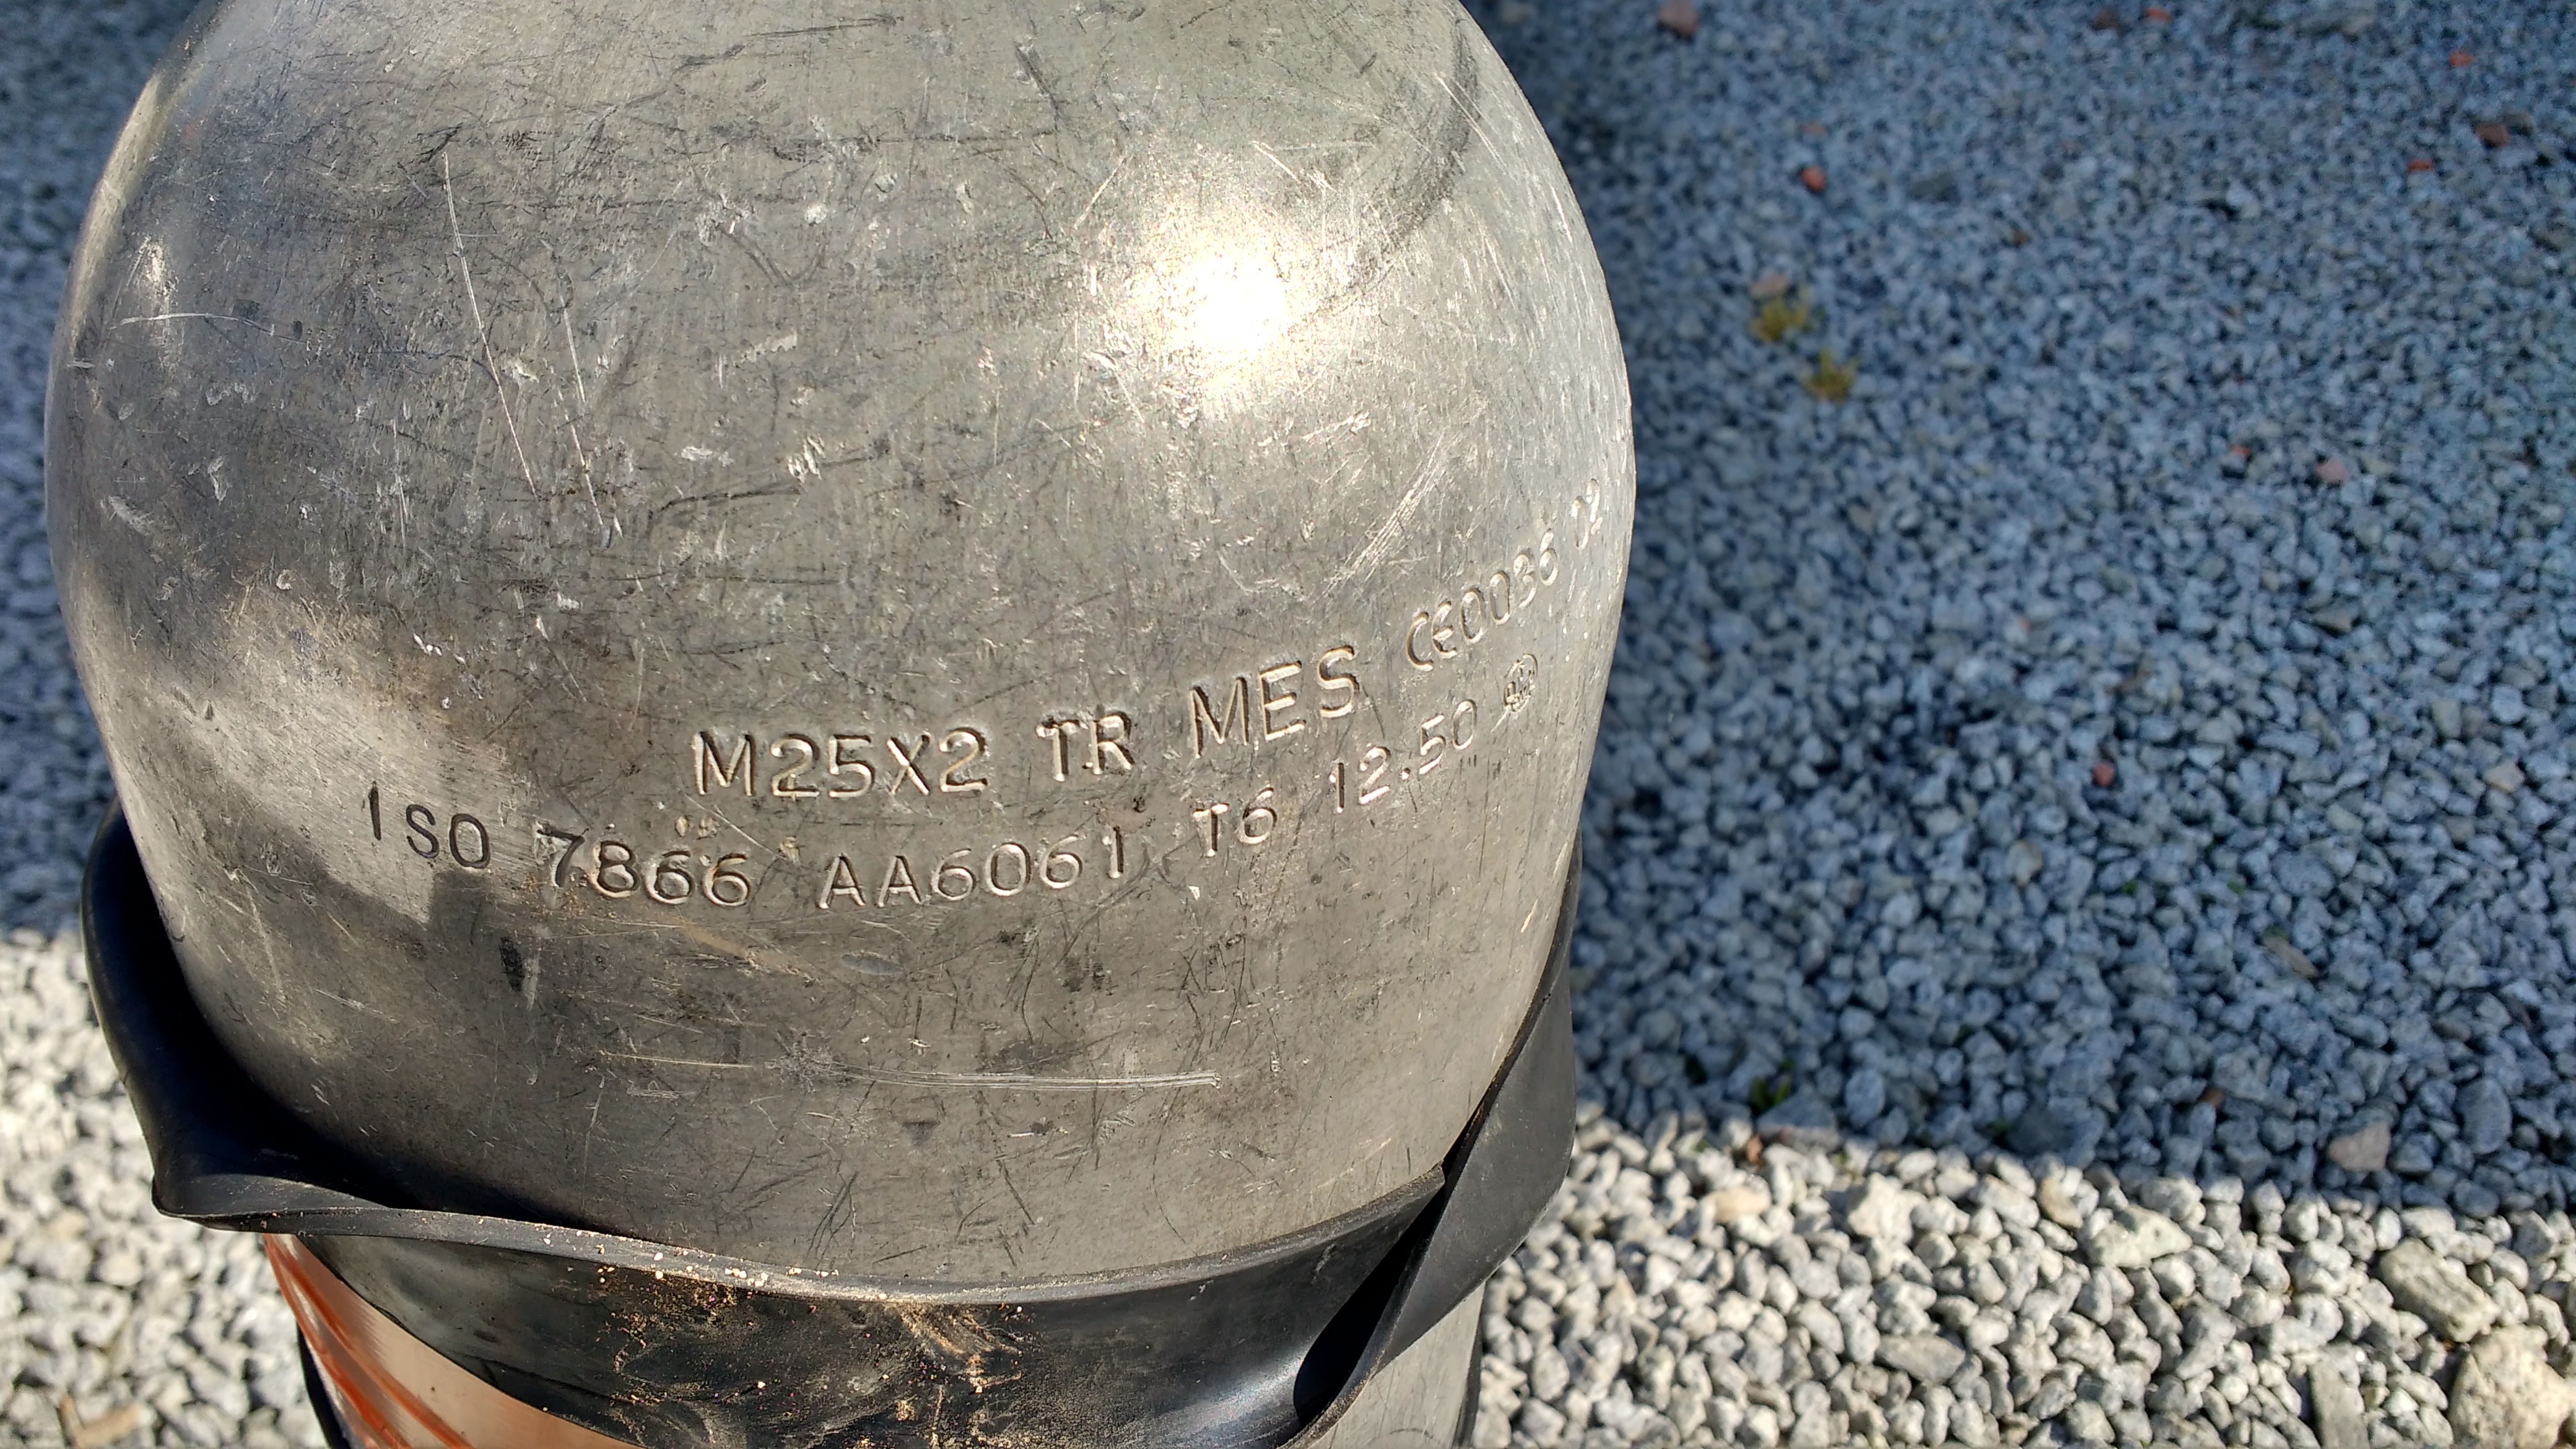 M25X2 TR MES CE0036 02
ISO 7866 AA6061 T6 12.50